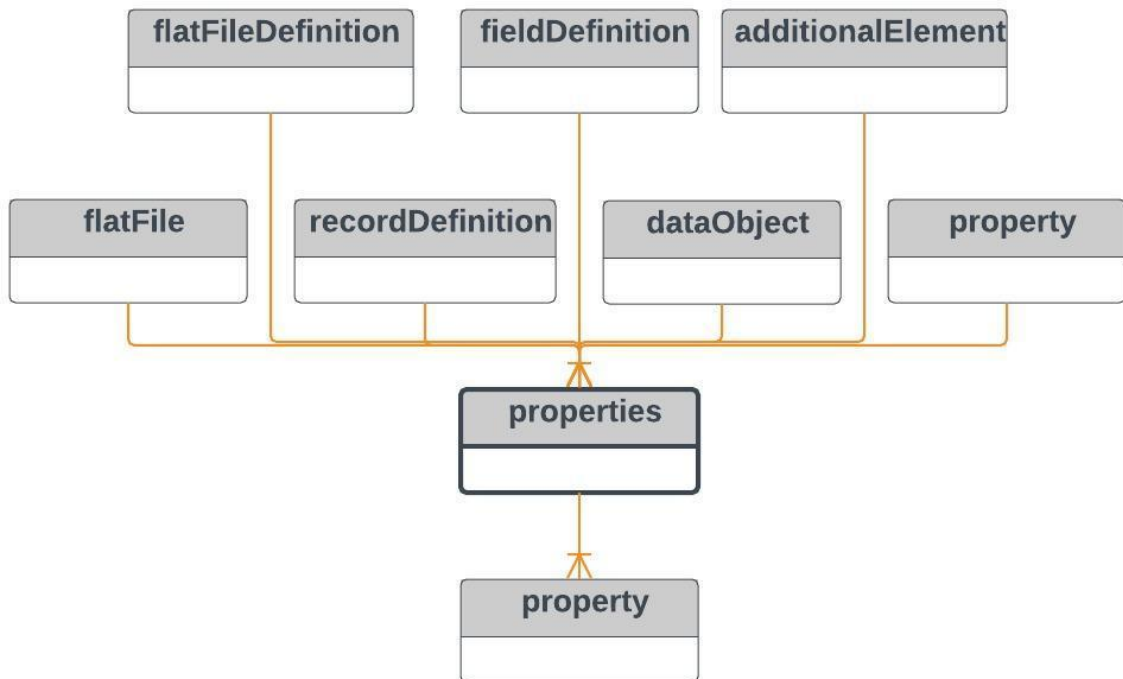 flatFileDefinition
fieldDefinition
additionalElement
flatFile
recordDefinition
dataObject
property
properties
property